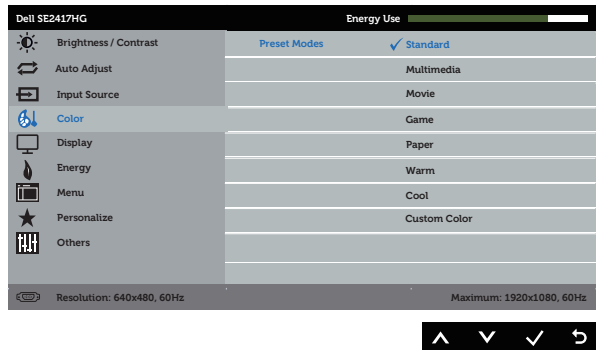 Dell SE2417HG Energy Use
Brightness / Contrast Preset Modes Standard
Auto Adjust Multimedia
Input Source Movie
Color Game
Display Paper
Energy Warm
Menu Cool
Personalize Custom Color
Others
Resolution: 640x480, 60Hz Maximum: 1920x1080, 60Hz